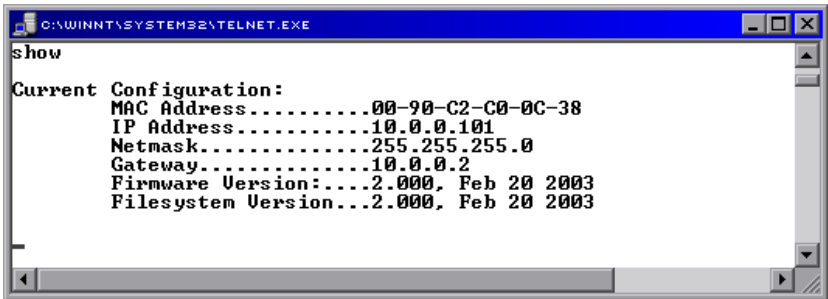 C:\WINNT\SYSTEM32\TELNET.EXE
show
Current Configuration:
MAC Address...........00-90-C2-C0-0C-38
IP Address............10.0.0.101
Netmask...............255.255.255.0
Gateway...............10.0.0.2
Firmware Version:....2.000, Feb 20 2003
Filesystem Version...2.000, Feb 20 2003